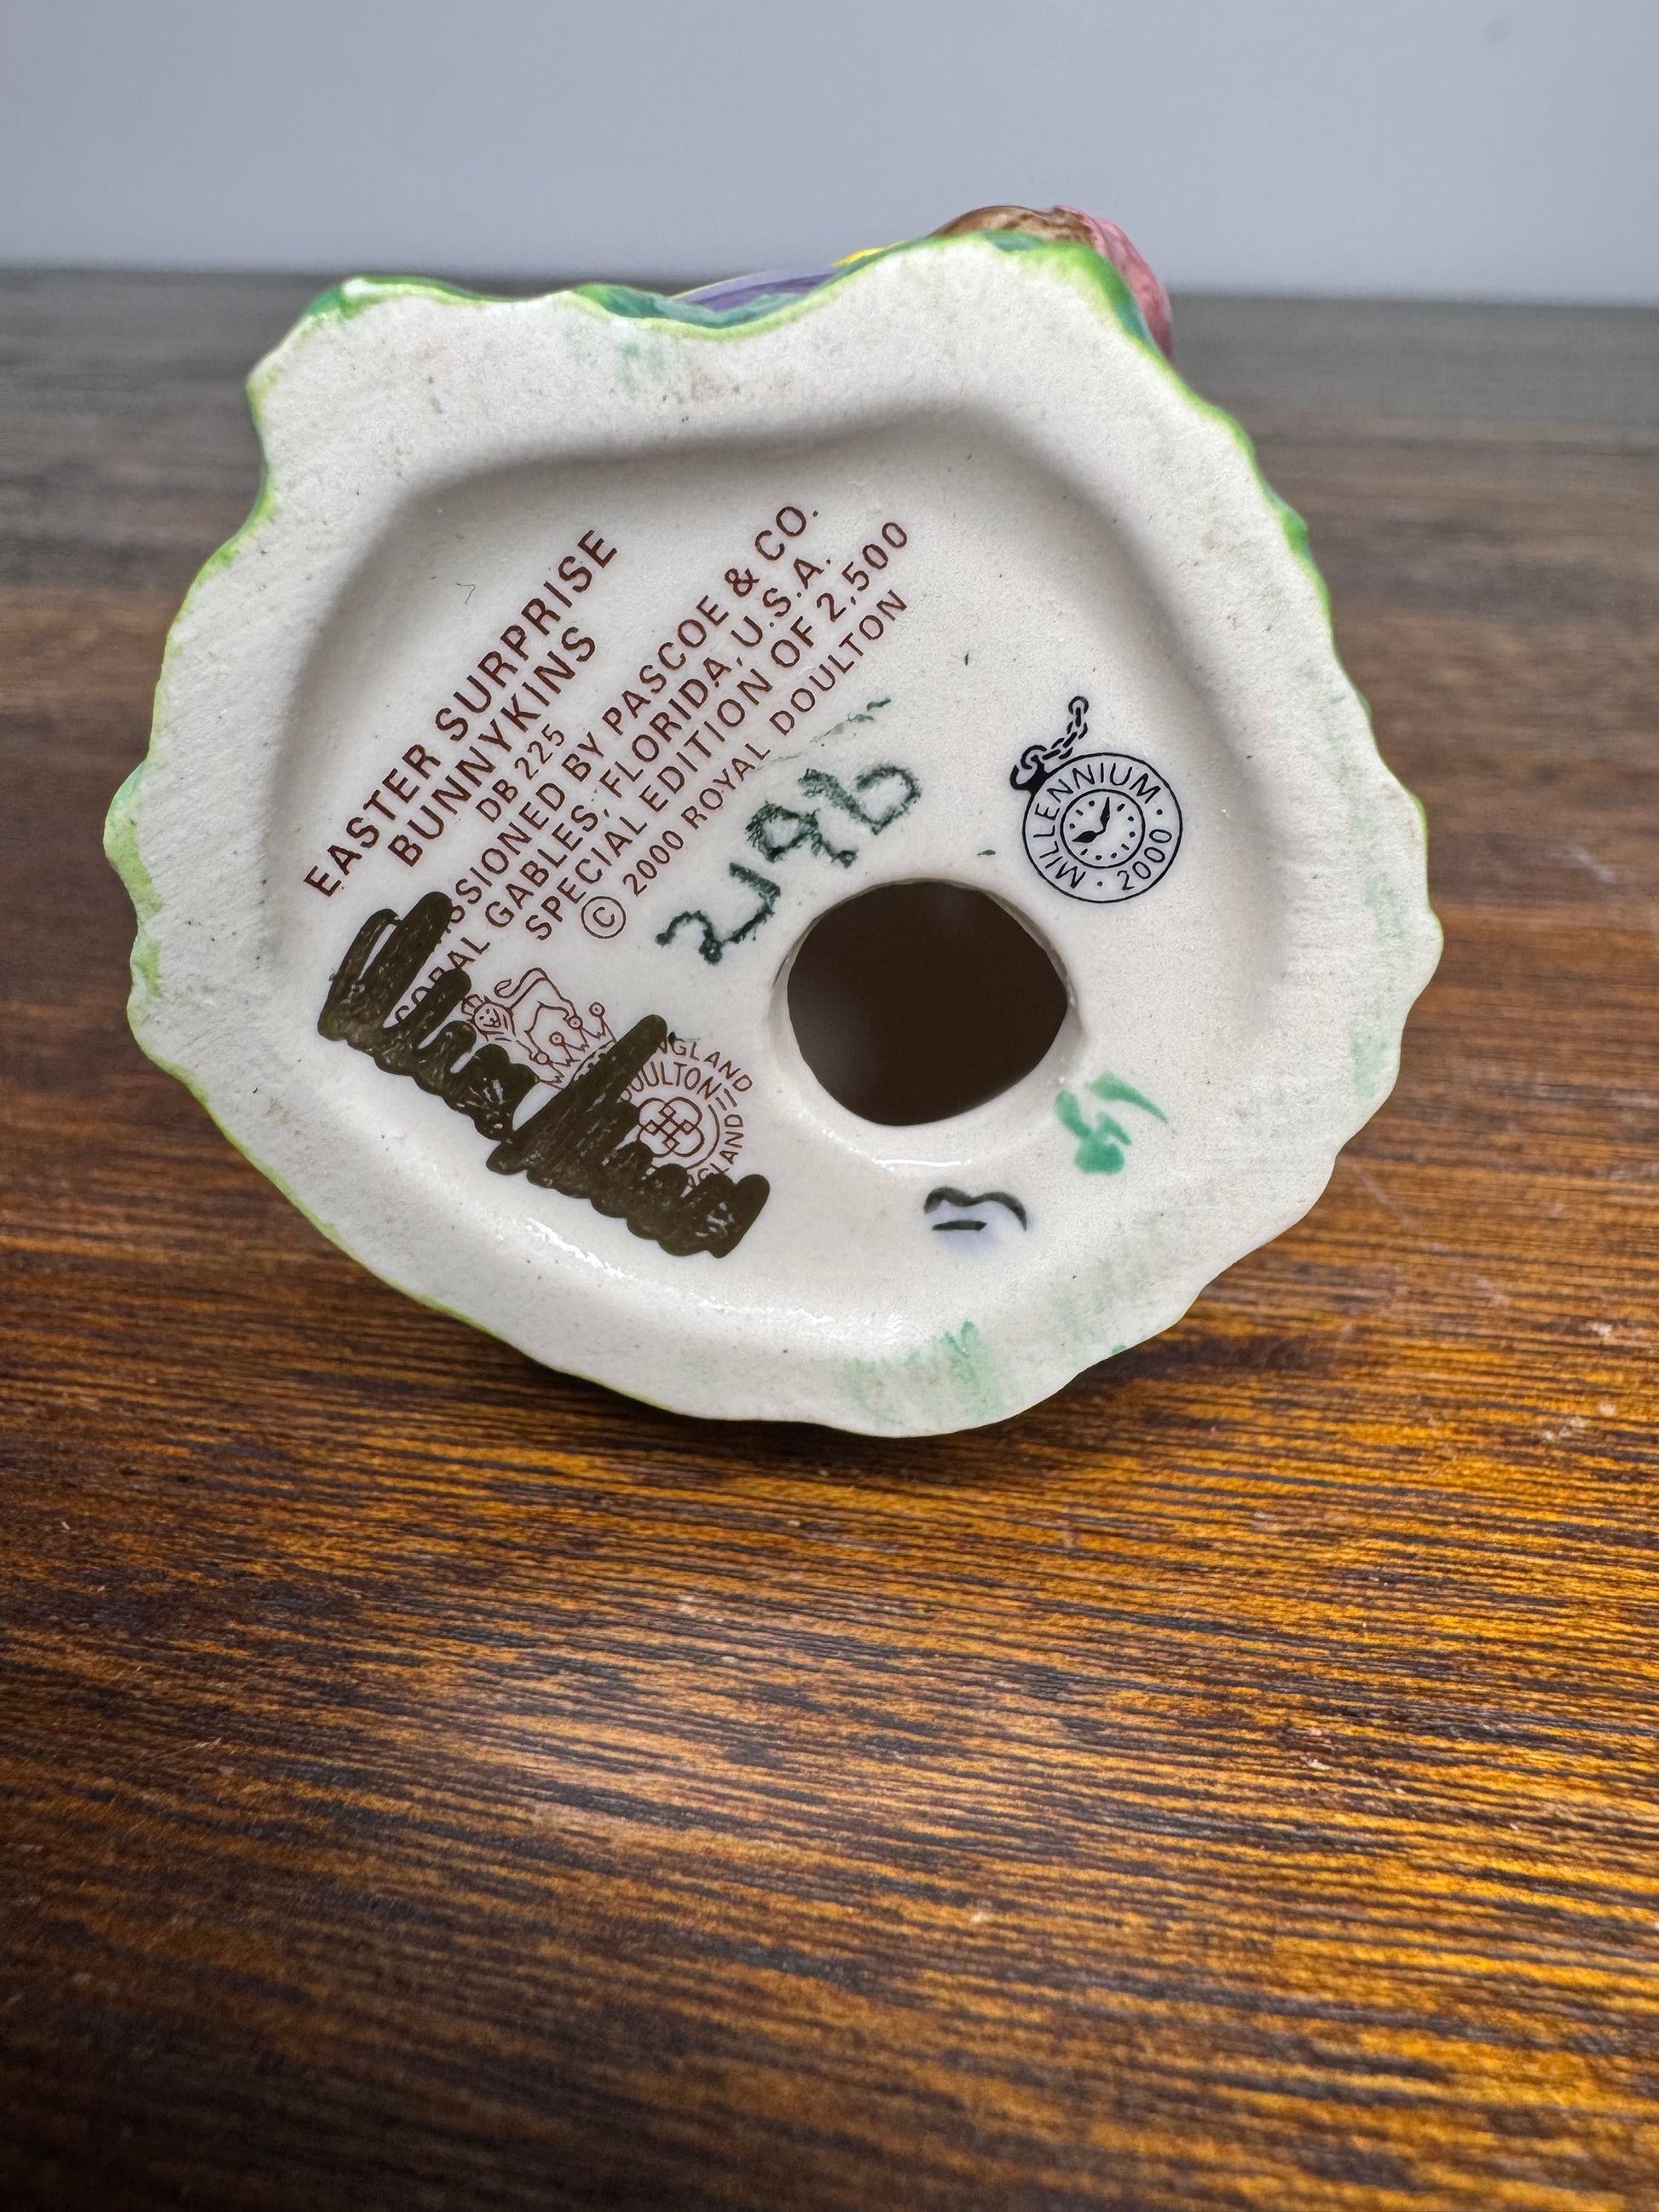 EASTER SURPRISE
BUNNYKINS
DB 225
SSIONED BY PASCOE & CO.
CORAL GABLES, FLORIDA, U.S.A.
SPECIAL EDITION OF 2,500
© 2000 ROYAL DOULTON
ENGLAND
DOULTON
ENGLAND
MILLENNIUM · 2000 ·